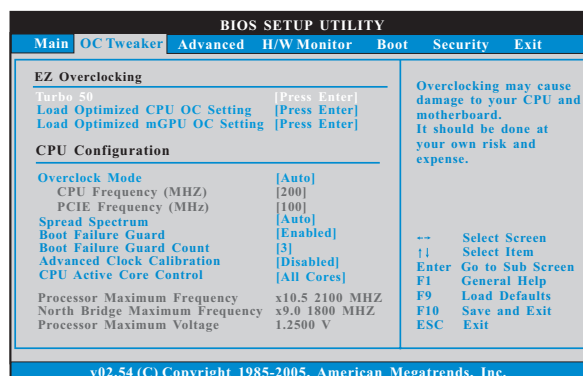 BIOS SETUP UTILITY
Main OC Tweaker Advanced H/W Monitor Boot Security Exit
EZ Overclocking
Turbo 50 [Press Enter]
Load Optimized CPU OC Setting [Press Enter]
Load Optimized mGPU OC Setting [Press Enter]
CPU Configuration
Overclock Mode [Auto]
CPU Frequency (MHZ) [200]
PCIE Frequency (MHz) [100]
Spread Spectrum [Auto]
Boot Failure Guard [Enabled]
Boot Failure Guard Count [3]
Advanced Clock Calibration [Disabled]
CPU Active Core Control [All Cores]
Processor Maximum Frequency x10.5 2100 MHZ
North Bridge Maximum Frequency x9.0 1800 MHZ
Processor Maximum Voltage 1.2500 V
Overclocking may cause
damage to your CPU and
motherboard.
It should be done at
your own risk and
expense.
←→ Select Screen
↑↓ Select Item
Enter Go to Sub Screen
F1 General Help
F9 Load Defaults
F10 Save and Exit
ESC Exit
v02.54 (C) Copyright 1985-2005, American Megatrends, Inc.